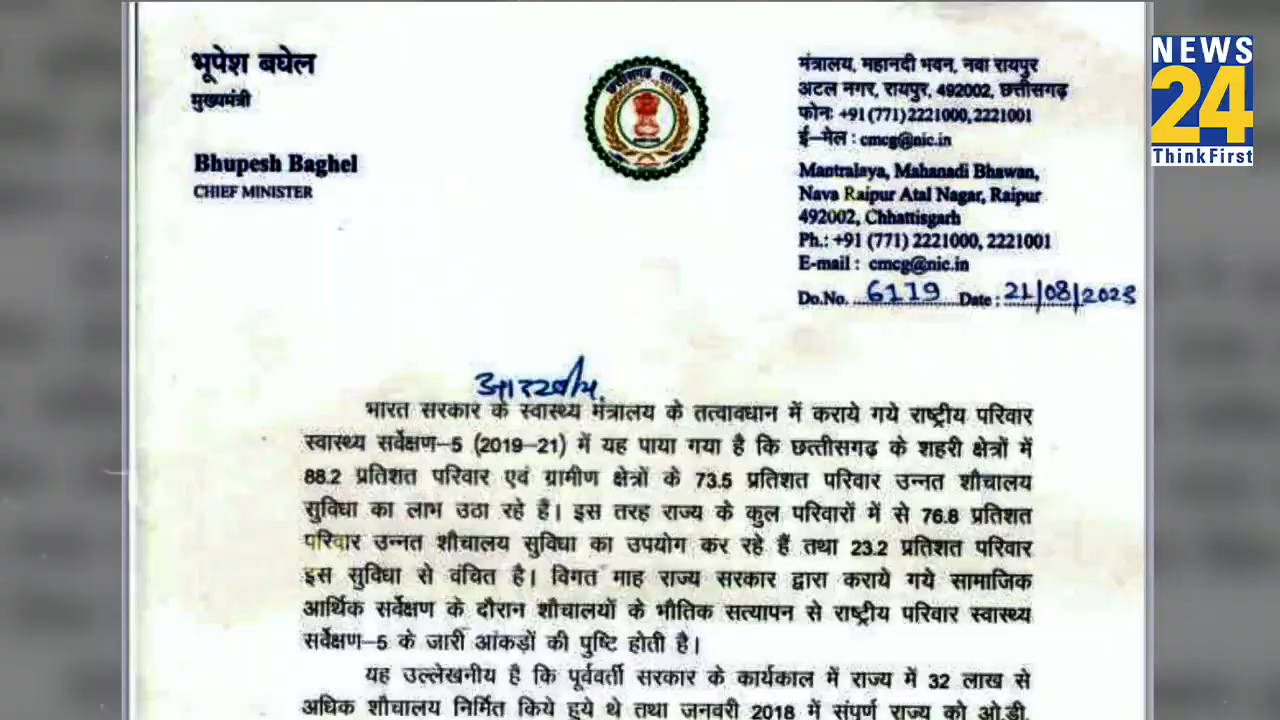 भूपेश बघेल
मुख्यमंत्री
Bhupesh Baghel
CHIEF MINISTER
छत्तीसगढ़ शासन
मंत्रालय, महानदी भवन, नवा रायपुर
अटल नगर, रायपुर, 492002, छत्तीसगढ़
फोनः +91 (771) 2221000, 2221001
ई–मेल : cmcg@nic.in
Mantralaya, Mahanadi Bhawan,
Nava Raipur Atal Nagar, Raipur
492002, Chhattisgarh
Ph.: +91 (771) 2221000, 2221001
E-mail : cmcg@nic.in
Do.No. 6119 Date : 21/08/2023
NEWS
24
Think First
आदरणीय,
भारत सरकार के स्वास्थ्य मंत्रालय के तत्वावधान में कराये गये राष्ट्रीय परिवार
स्वास्थ्य सर्वेक्षण–5 (2019–21) में यह पाया गया है कि छत्तीसगढ़ के शहरी क्षेत्रों में
88.2 प्रतिशत परिवार एवं ग्रामीण क्षेत्रों के 73.5 प्रतिशत परिवार उन्नत शौचालय
सुविधा का लाभ उठा रहे हैं। इस तरह राज्य के कुल परिवारों में से 76.8 प्रतिशत
परिवार उन्नत शौचालय सुविधा का उपयोग कर रहे हैं तथा 23.2 प्रतिशत परिवार
इस सुविधा से वंचित है। विगत माह राज्य सरकार द्वारा कराये गये सामाजिक
आर्थिक सर्वेक्षण के दौरान शौचालयों के भौतिक सत्यापन से राष्ट्रीय परिवार स्वास्थ्य
सर्वेक्षण–5 के जारी आंकड़ों की पुष्टि होती है।
यह उल्लेखनीय है कि पूर्ववर्ती सरकार के कार्यकाल में राज्य में 32 लाख से
अधिक शौचालय निर्मित किये हुये थे तथा जनवरी 2018 में संपूर्ण राज्य को ओ.डी.